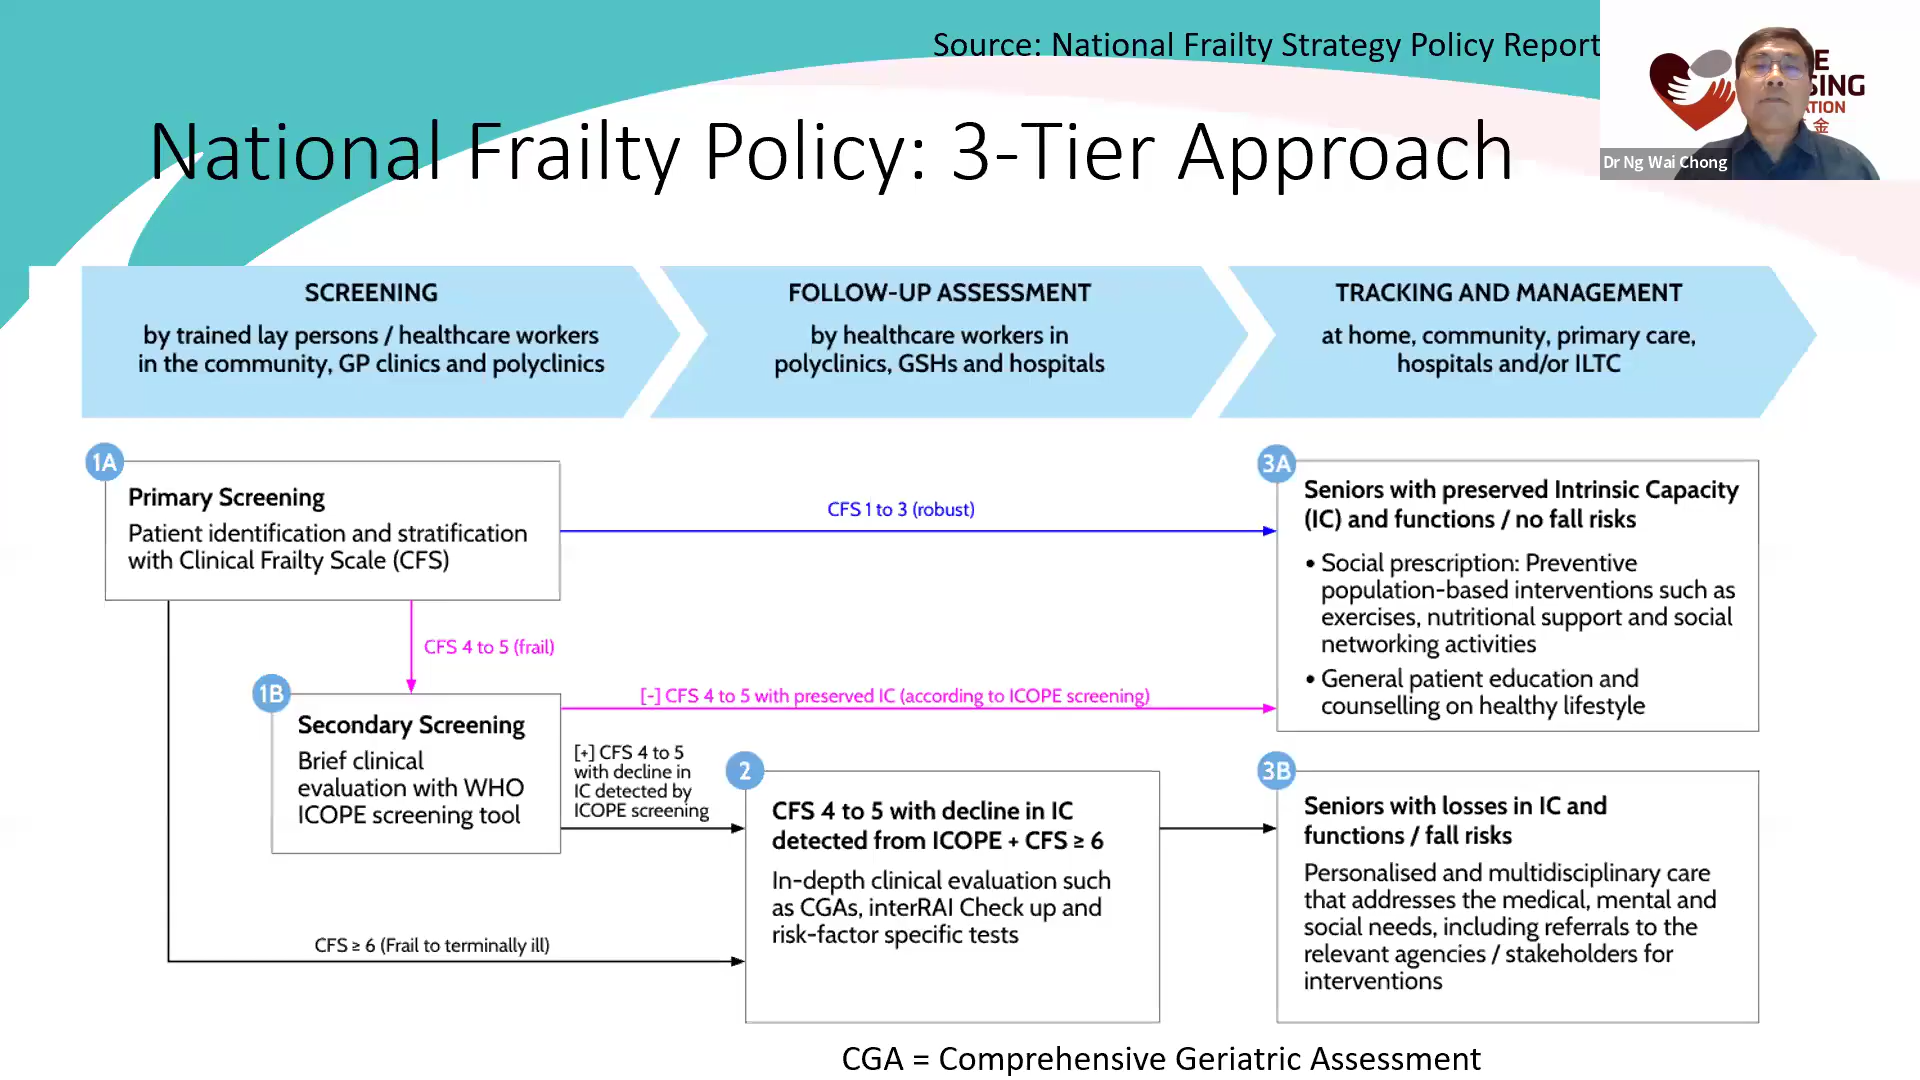 Source: National Frailty Strategy Policy Report
National Frailty Policy: 3-Tier Approach
SING
金
Dr Ng Wai Chong
SCREENING
by trained lay persons / healthcare workers
in the community, GP clinics and polyclinics
FOLLOW-UP ASSESSMENT
by healthcare workers in
polyclinics, GSHs and hospitals
TRACKING AND MANAGEMENT
at home, community, primary care,
hospitals and/or ILTC
1A
Primary Screening
Patient identification and stratification
with Clinical Frailty Scale (CFS)
CFS 1 to 3 (robust)
3A
Seniors with preserved Intrinsic Capacity
(IC) and functions / no fall risks
• Social prescription: Preventive
population-based interventions such as
exercises, nutritional support and social
networking activities
• General patient education and
counselling on healthy lifestyle
CFS 4 to 5 (frail)
1B
Secondary Screening
Brief clinical
evaluation with WHO
ICOPE screening tool
[-] CFS 4 to 5 with preserved IC (according to ICOPE screening)
[+] CFS 4 to 5
with decline in
IC detected by
ICOPE screening
2
CFS 4 to 5 with decline in IC
detected from ICOPE + CFS ≥ 6
In-depth clinical evaluation such
as CGAs, interRAI Check up and
risk-factor specific tests
3B
Seniors with losses in IC and
functions / fall risks
Personalised and multidisciplinary care
that addresses the medical, mental and
social needs, including referrals to the
relevant agencies / stakeholders for
interventions
CFS ≥ 6 (Frail to terminally ill)
CGA = Comprehensive Geriatric Assessment